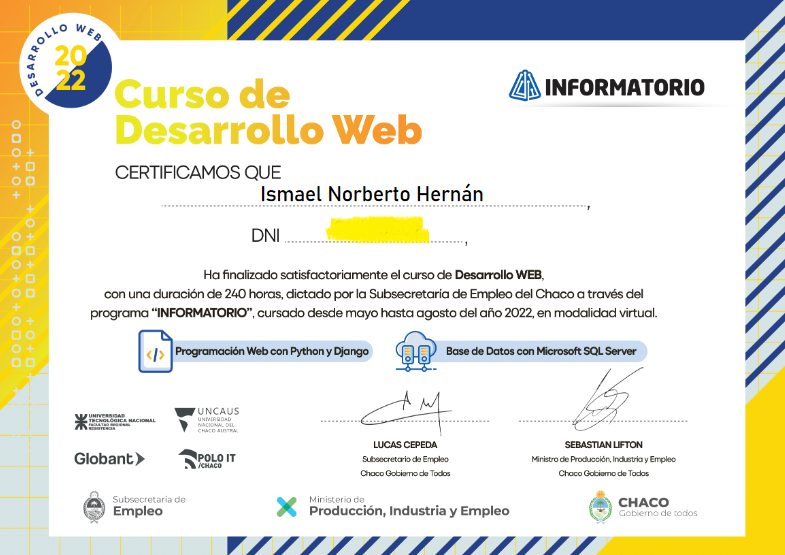 DESARROLLO WEB
20
22
Curso de
Desarrollo Web
INFORMATORIO
CERTIFICAMOS QUE
Ismael Norberto Hernán
,
DNI
,
Ha finalizado satisfactoriamente el curso de Desarrollo WEB,
con una duración de 240 horas, dictado por la Subsecretaría de Empleo del Chaco a través del
programa “INFORMATORIO”, cursado desde mayo hasta agosto del año 2022, en modalidad virtual.
Programación Web con Python y Django
Base de Datos con Microsoft SQL Server
UNIVERSIDAD
TECNOLÓGICA NACIONAL
FACULTAD REGIONAL
RESISTENCIA
UNCAUS
UNIVERSIDAD
NACIONAL DEL
CHACO AUSTRAL
Globant
POLO IT
/CHACO
LUCAS CEPEDA
Subsecretario de Empleo
Chaco Gobierno de Todos
SEBASTIAN LIFTON
Ministro de Producción, Industria y Empleo
Chaco Gobierno de Todos
Subsecretaría de
Empleo
Ministerio de
Producción, Industria y Empleo
CHACO
Gobierno de todos